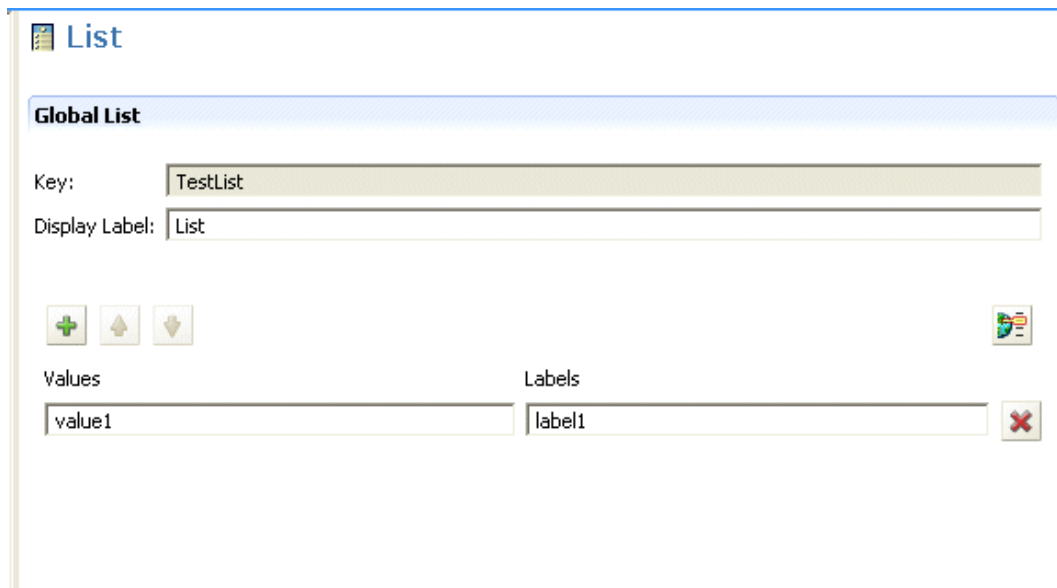 List
Global List
Key: TestList
Display Label: List
Values Labels
value1 label1